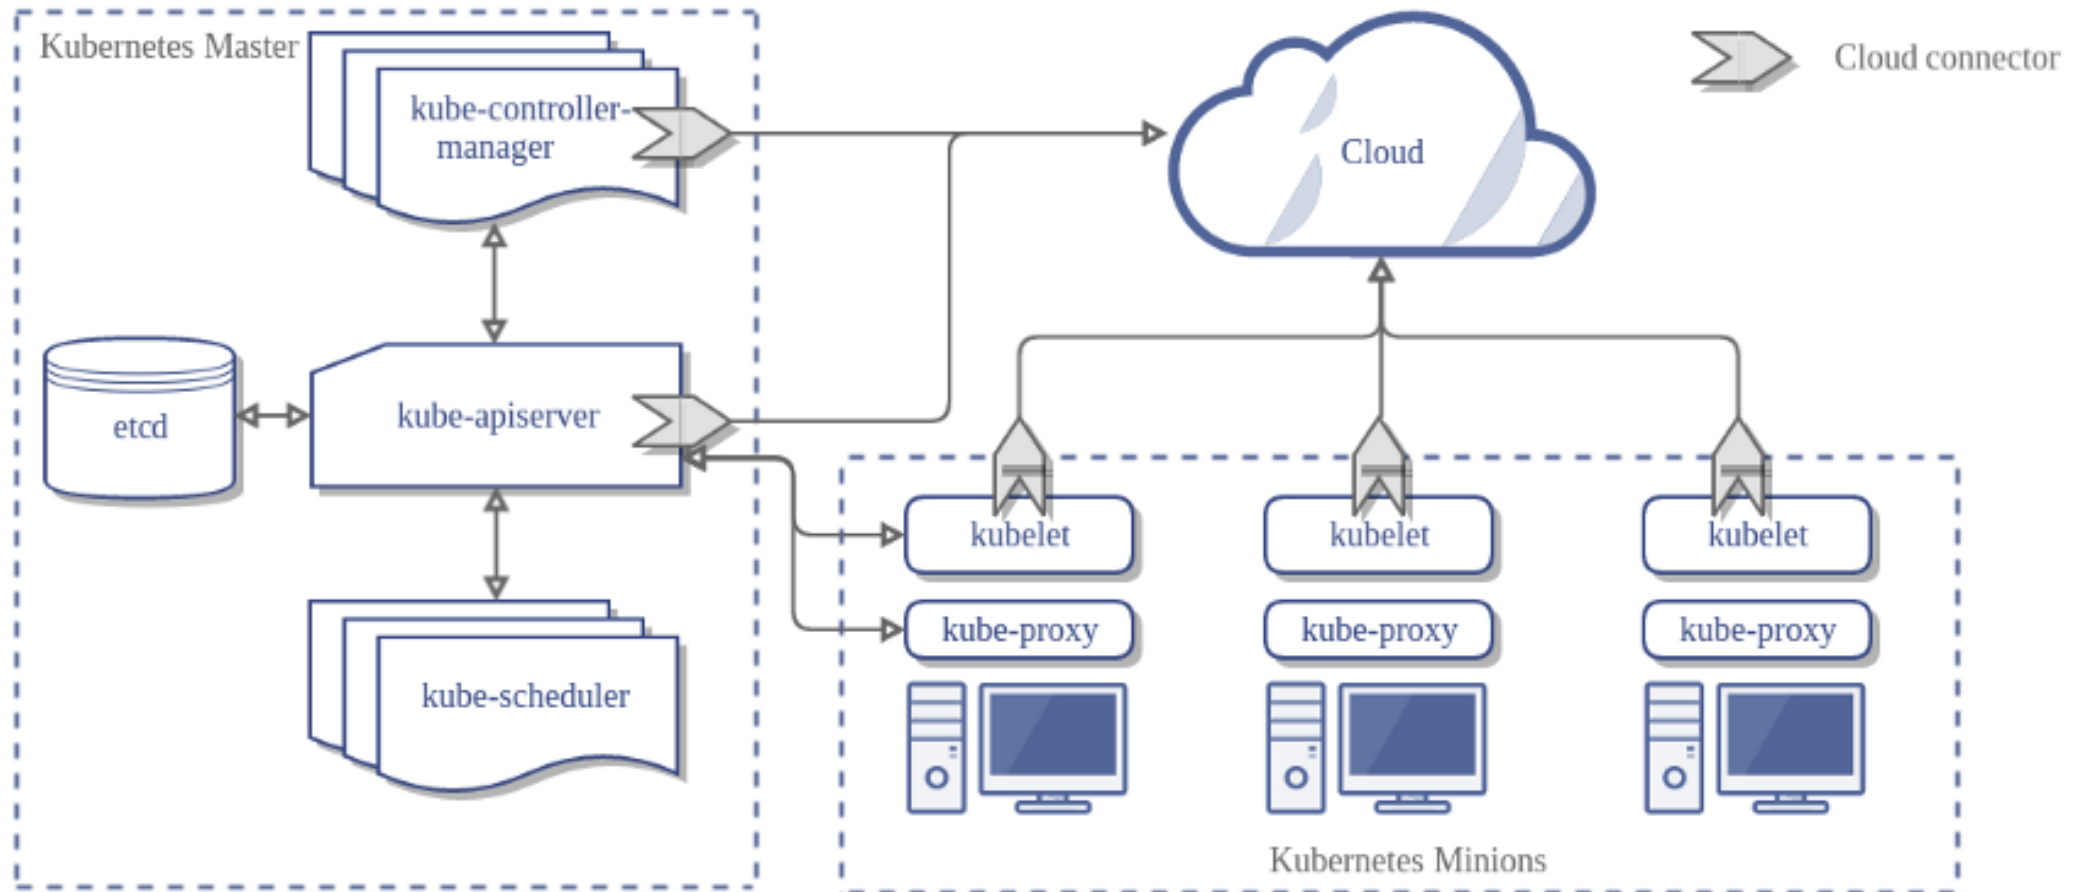 Kubernetes Master
kube-controller-
manager
Cloud
Cloud connector
etcd
kube-apiserver
kube-scheduler
kubelet
kubelet
kubelet
kube-proxy
kube-proxy
kube-proxy
Kubernetes Minions